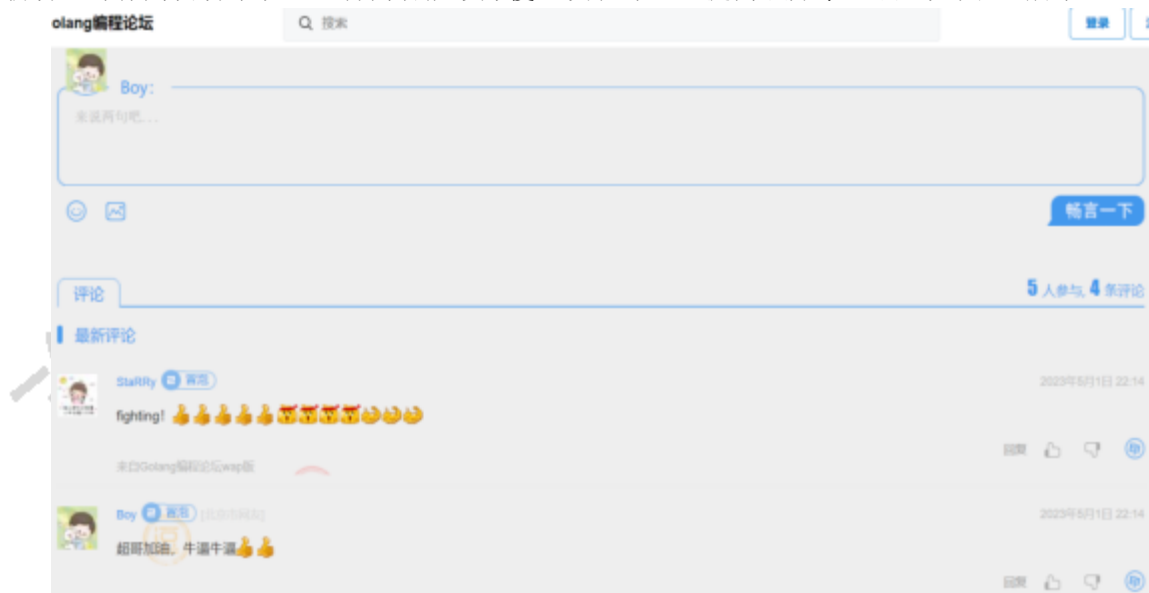 olang编程论坛
搜索
登录
Boy:
来说两句吧...
畅言一下
评论
5 人参与, 4 条评论
最新评论
StaRRy 冒泡
2023年5月1日 22:14
fighting!
回复
来自Golang编程论坛wap版
Boy 冒泡
2023年5月1日 22:14
超哥加油，牛逼牛逼
回复